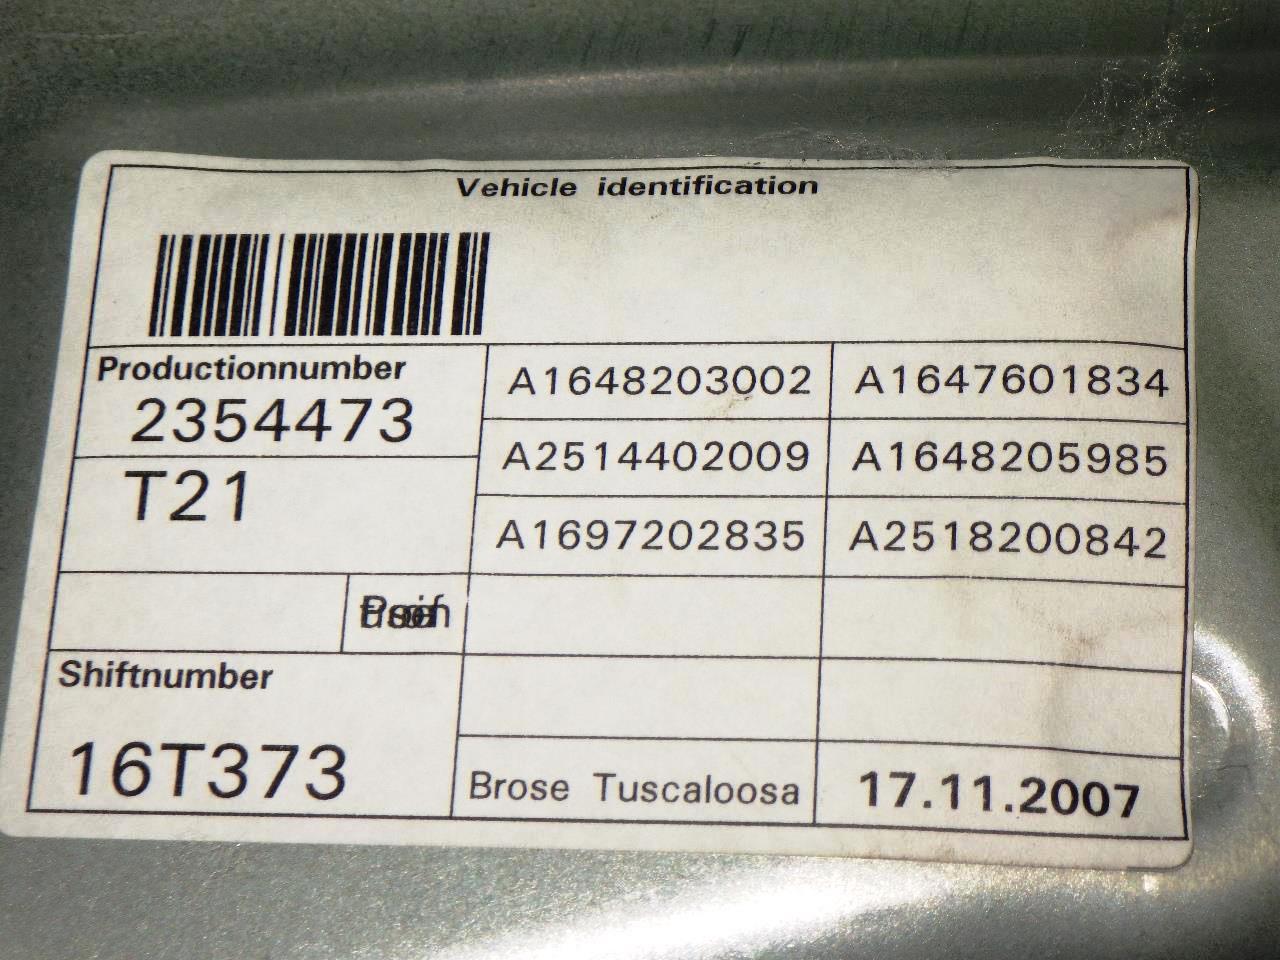 Vehicle identification
Productionnumber
2354473
T21
Shiftnumber
16T373
A1648203002 A1647601834
A2514402009 A1648205985
A1697202835 A2518200842
Brose Tuscaloosa 17.11.2007